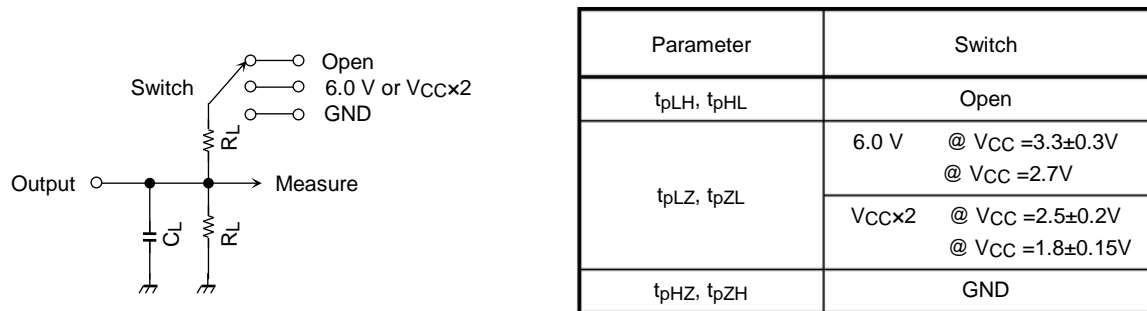 Switch
Open
6.0 V or VCC×2
GND
RL
Output
Measure
CL
RL
Parameter Switch
tpLH, tpHL Open
tpLZ, tpZL
6.0 V @ VCC =3.3±0.3V
@ VCC =2.7V
VCC×2 @ VCC =2.5±0.2V
@ VCC =1.8±0.15V
tpHZ, tpZH GND